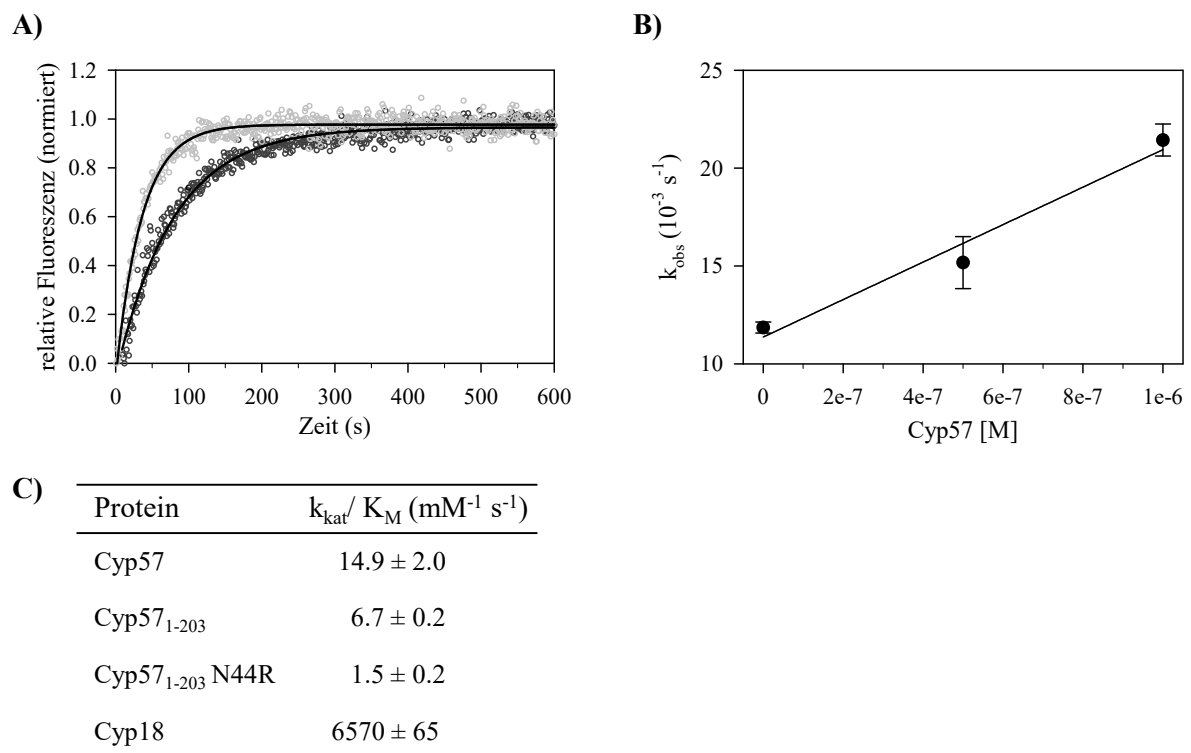 A)
relative Fluoreszenz (normiert)
1.2
1.0
0.8
0.6
0.4
0.2
0.0
0 100 200 300 400 500 600
Zeit (s)
B)
k_obs (10⁻³ s⁻¹)
25
20
15
10
0 2e-7 4e-7 6e-7 8e-7 1e-6
Cyp57 [M]
C)
Protein k_kat/ K_M (mM⁻¹ s⁻¹)
Cyp57 14.9 ± 2.0
Cyp57₁₋₂₀₃ 6.7 ± 0.2
Cyp57₁₋₂₀₃ N44R 1.5 ± 0.2
Cyp18 6570 ± 65